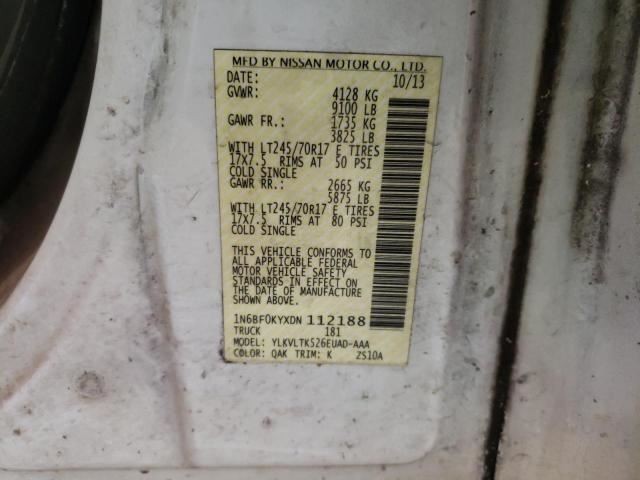 MFD BY NISSAN MOTOR CO., LTD.
DATE: 10/13
GVWR: 4128 KG
9100 LB
GAWR FR.: 1735 KG
3825 LB
WITH LT245/70R17 E TIRES
17X7.5 RIMS AT 50 PSI
COLD SINGLE
GAWR RR.: 2665 KG
5875 LB
WITH LT245/70R17 E TIRES
17X7.5 RIMS AT 80 PSI
COLD SINGLE
THIS VEHICLE CONFORMS TO
ALL APPLICABLE FEDERAL
MOTOR VEHICLE SAFETY
STANDARDS IN EFFECT ON
THE DATE OF MANUFACTURE
SHOWN ABOVE.
1N6BF0KYXDN 112188
TRUCK 181
MODEL: YLKVLTKS26EUAD-AAA
COLOR: QAK TRIM: K ZS10A